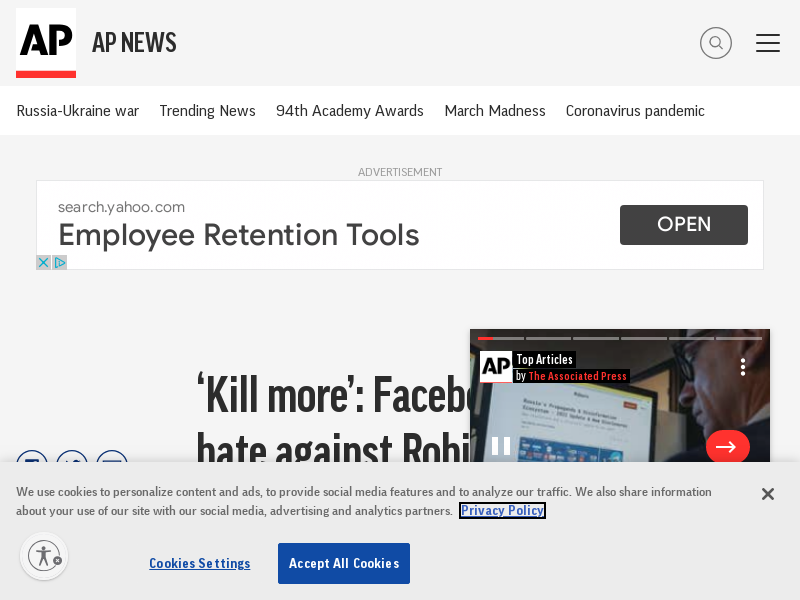 AP
AP NEWS
Russia-Ukraine war
Trending News
94th Academy Awards
March Madness
Coronavirus pandemic
ADVERTISEMENT
search.yahoo.com
Employee Retention Tools
OPEN
AP
Top Articles
by The Associated Press
‘Kill more’:
hate against
We use cookies to personalize content and ads, to provide social media features and to analyze our traffic. We also share information
about your use of our site with our social media, advertising and analytics partners. Privacy Policy
Cookies Settings
Accept All Cookies